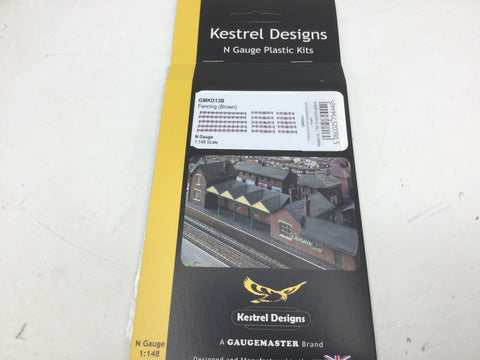 Kestrel Designs
N Gauge Plastic Kits
GMKD13B
Fencing (Brown)
N Gauge
1:148 Scale
Kestrel Designs
A GAUGEMASTER Brand
N Gauge
1:148